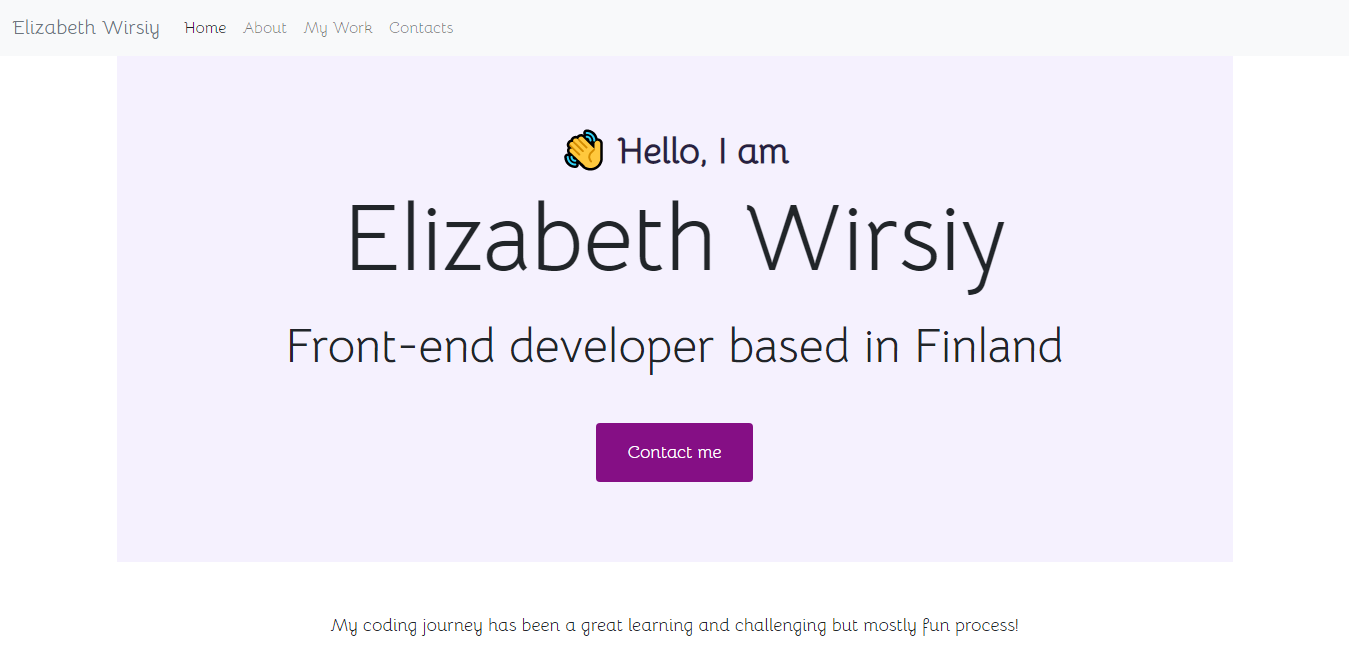 Elizabeth Wirsiy Home About My Work Contacts
👋 Hello, I am
Elizabeth Wirsiy
Front-end developer based in Finland
Contact me
My coding journey has been a great learning and challenging but mostly fun process!